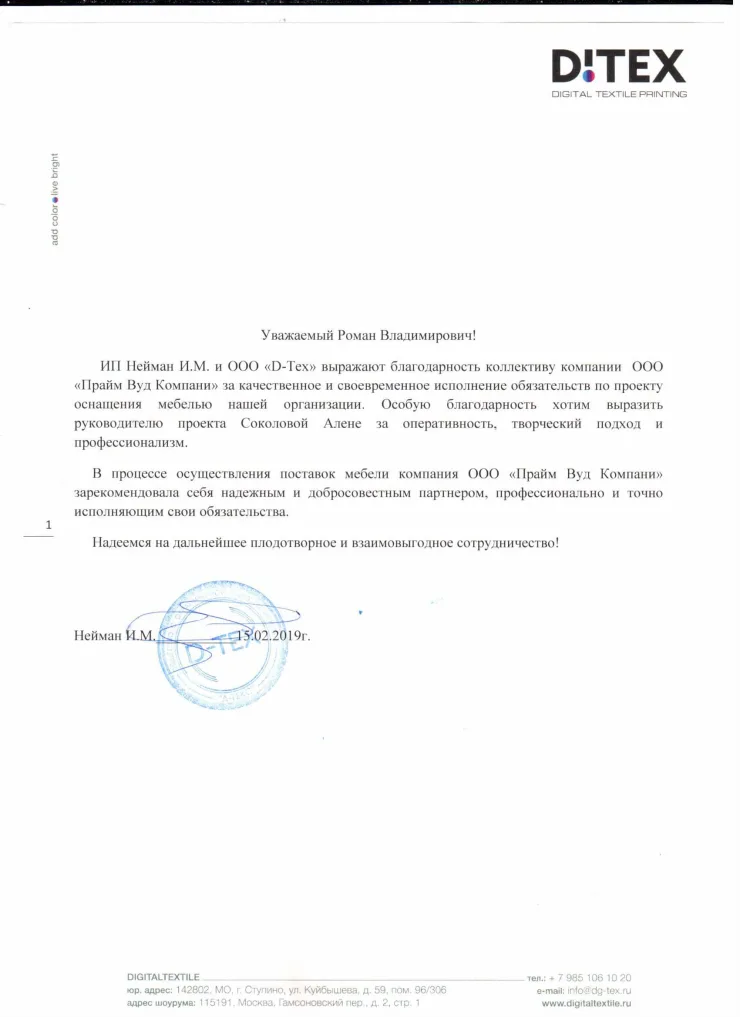 D!TEX
DIGITAL TEXTILE PRINTING
add color live bright
Уважаемый Роман Владимирович!
ИП Нейман И.М. и ООО «D-Тех» выражают благодарность коллективу компании ООО
«Прайм Вуд Компани» за качественное и своевременное исполнение обязательств по проекту
оснащения мебелью нашей организации. Особую благодарность хотим выразить
руководителю проекта Соколовой Алене за оперативность, творческий подход и
профессионализм.
В процессе осуществления поставок мебели компания ООО «Прайм Вуд Компани»
зарекомендовала себя надежным и добросовестным партнером, профессионально и точно
исполняющим свои обязательства.
1
Надеемся на дальнейшее плодотворное и взаимовыгодное сотрудничество!
Нейман И.М. 15.02.2019г.
D-TEX
DIGITALTEXTILE тел.: + 7 985 106 10 20
юр. адрес: 142802, МО, г. Ступино, ул. Куйбышева, д. 59, пом. 96/306 e-mail: info@dg-tex.ru
адрес шоурума: 115191, Москва, Гамсоновский пер., д. 2, стр. 1 www.digitaltextile.ru